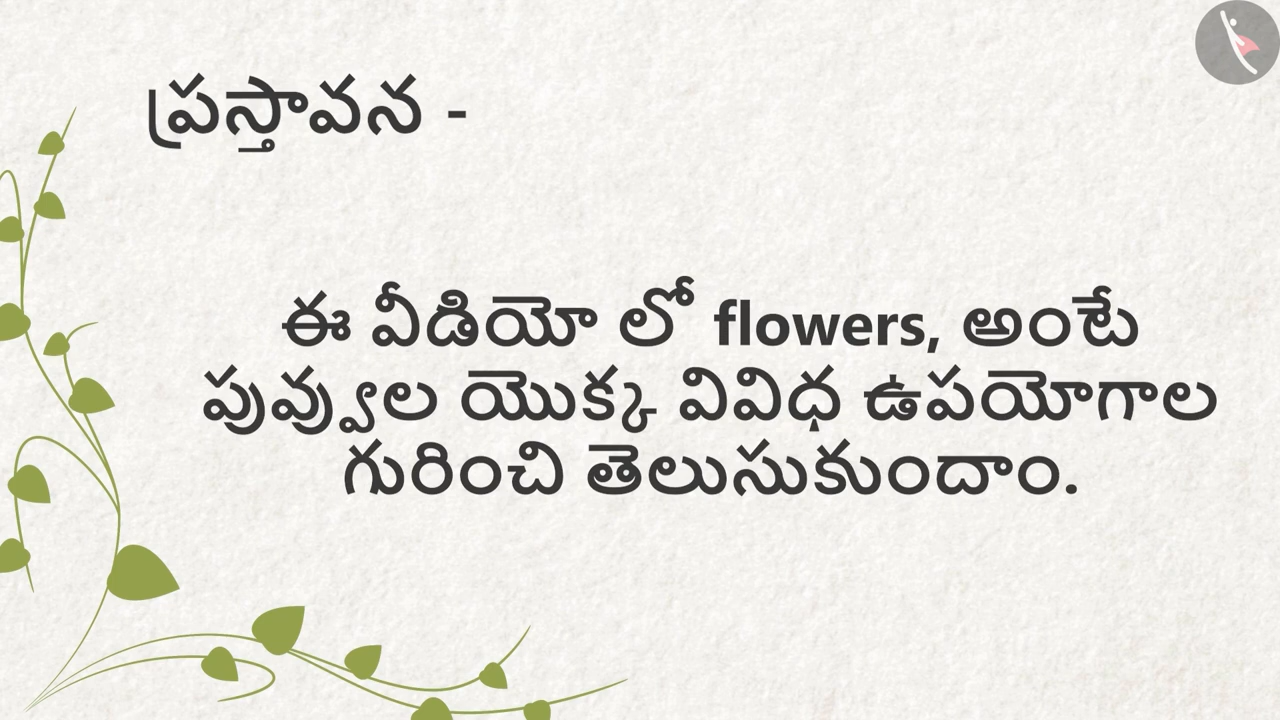 ప్రస్తావన -
ఈ వీడియో లో flowers, అంటే
పువ్వుల యొక్క వివిధ ఉపయోగాల
గురించి తెలుసుకుందాం.